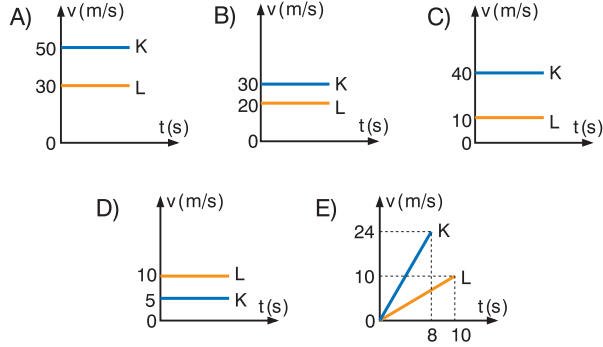 A) v(m/s)
50 K
30 L
0 t(s)
B) v(m/s)
30 K
20 L
0 t(s)
C) v(m/s)
40 K
10 L
0 t(s)
D) v(m/s)
10 L
5 K
0 t(s)
E) v(m/s)
24 K
10 L
0 t(s)
8 10